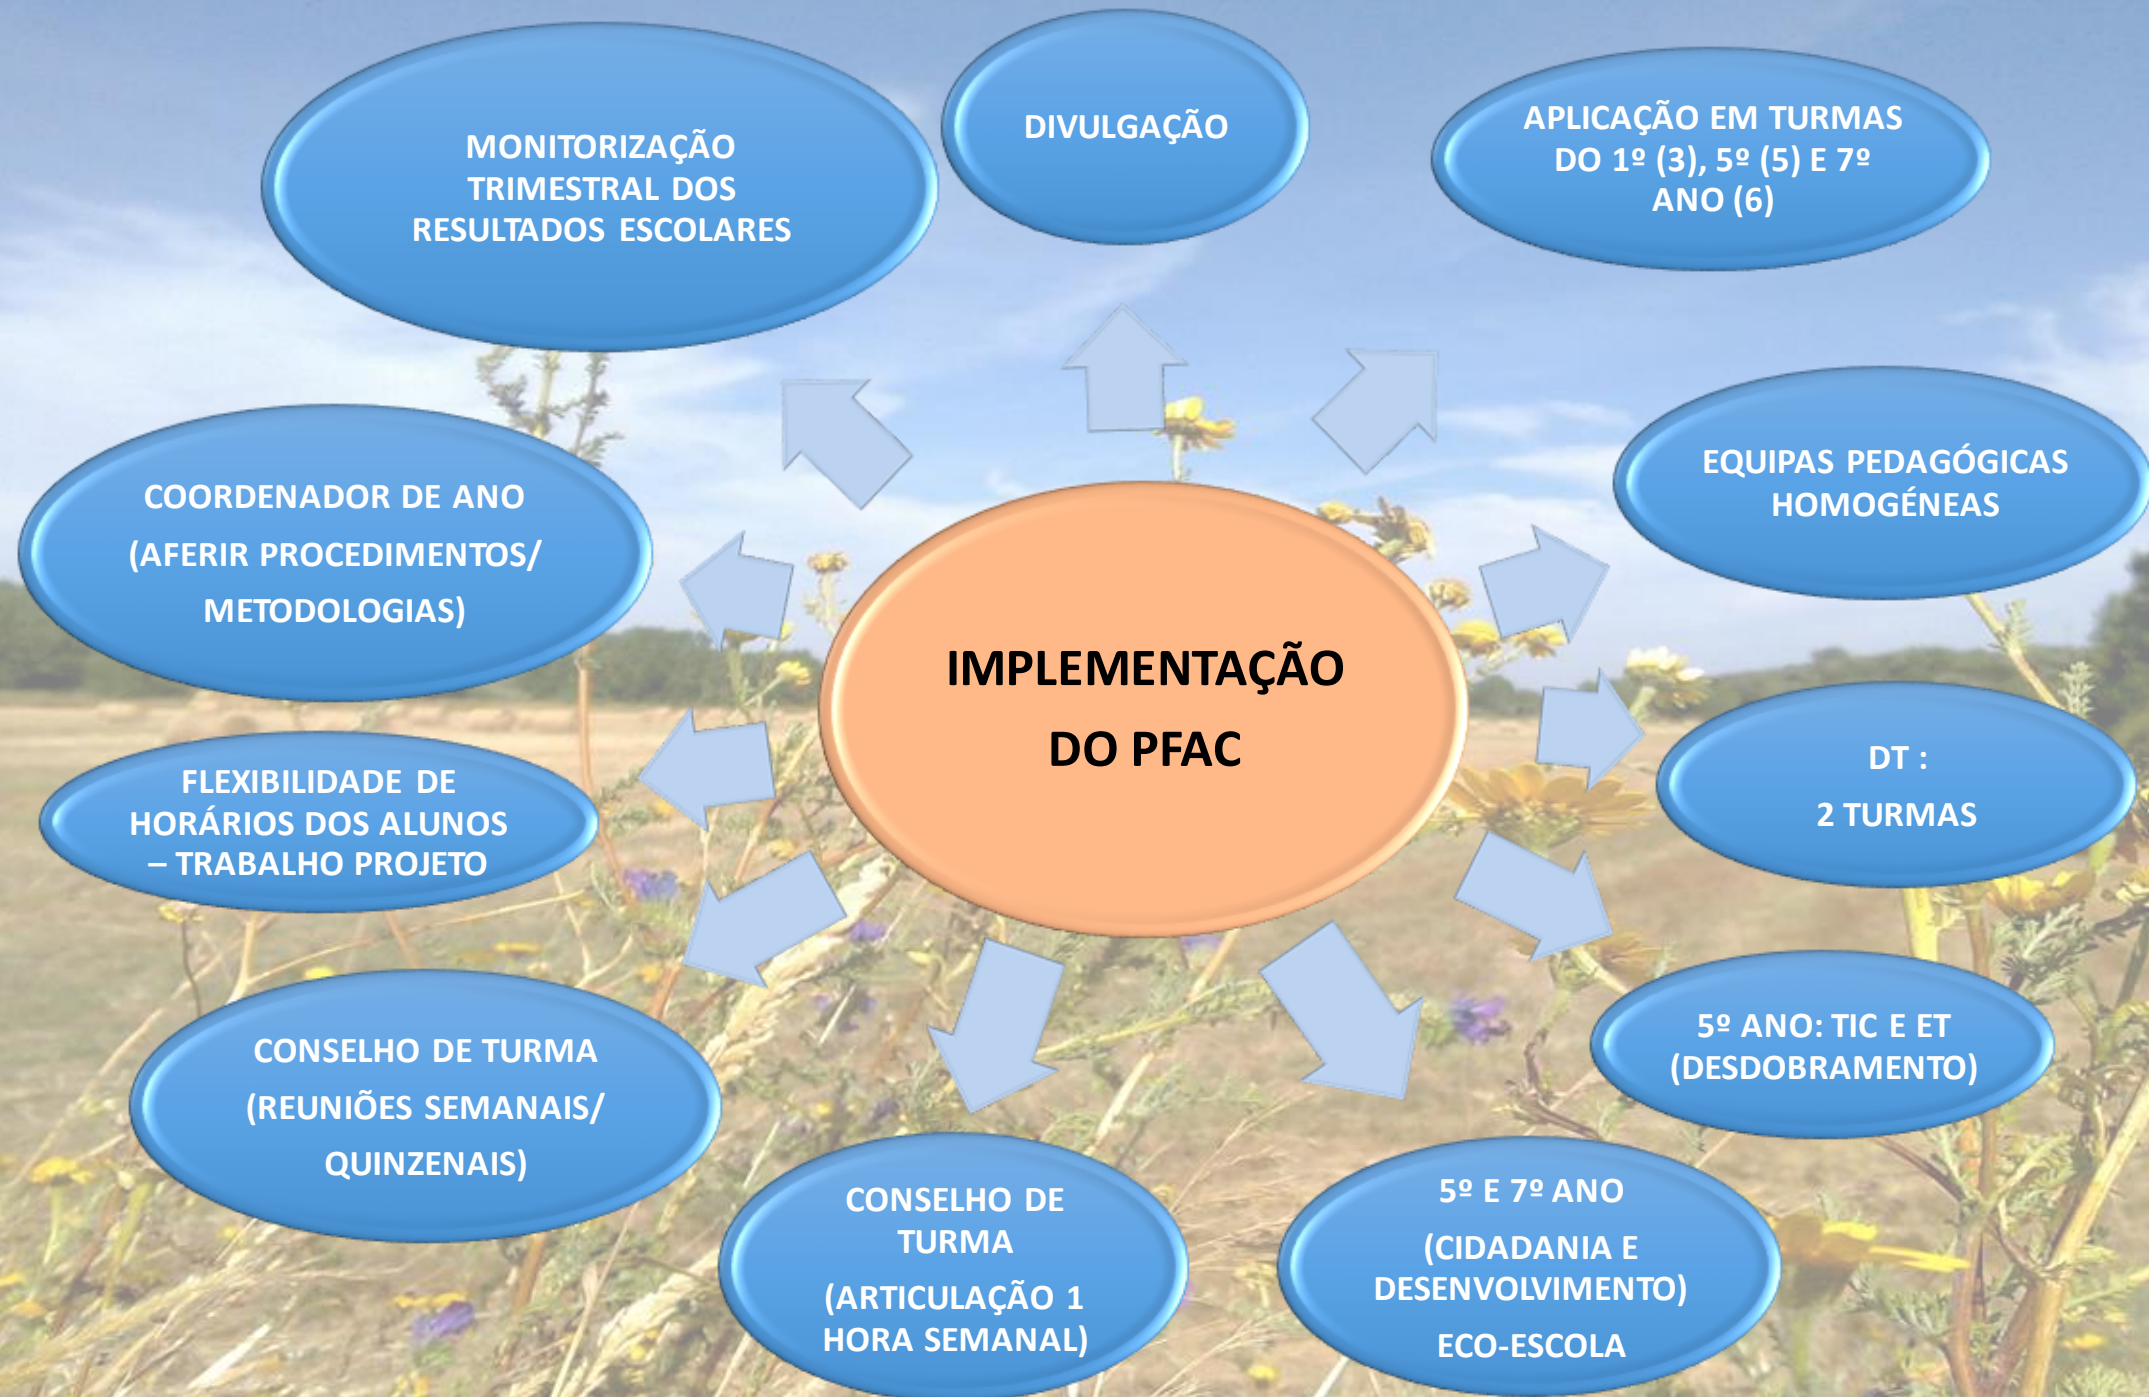 DIVULGAÇÃO
APLICAÇÃO EM TURMAS
DO 1º (3), 5º (5) E 7º
ANO (6)
EQUIPAS PEDAGÓGICAS
HOMOGÉNEAS
DT :
2 TURMAS
5º ANO: TIC E ET
(DESDOBRAMENTO)
5º E 7º ANO
(CIDADANIA E
DESENVOLVIMENTO)
ECO-ESCOLA
CONSELHO DE
TURMA
(ARTICULAÇÃO 1
HORA SEMANAL)
CONSELHO DE TURMA
(REUNIÕES SEMANAIS/
QUINZENAIS)
FLEXIBILIDADE DE
HORÁRIOS DOS ALUNOS
– TRABALHO PROJETO
COORDENADOR DE ANO
(AFERIR PROCEDIMENTOS/
METODOLOGIAS)
MONITORIZAÇÃO
TRIMESTRAL DOS
RESULTADOS ESCOLARES
IMPLEMENTAÇÃO
DO PFAC